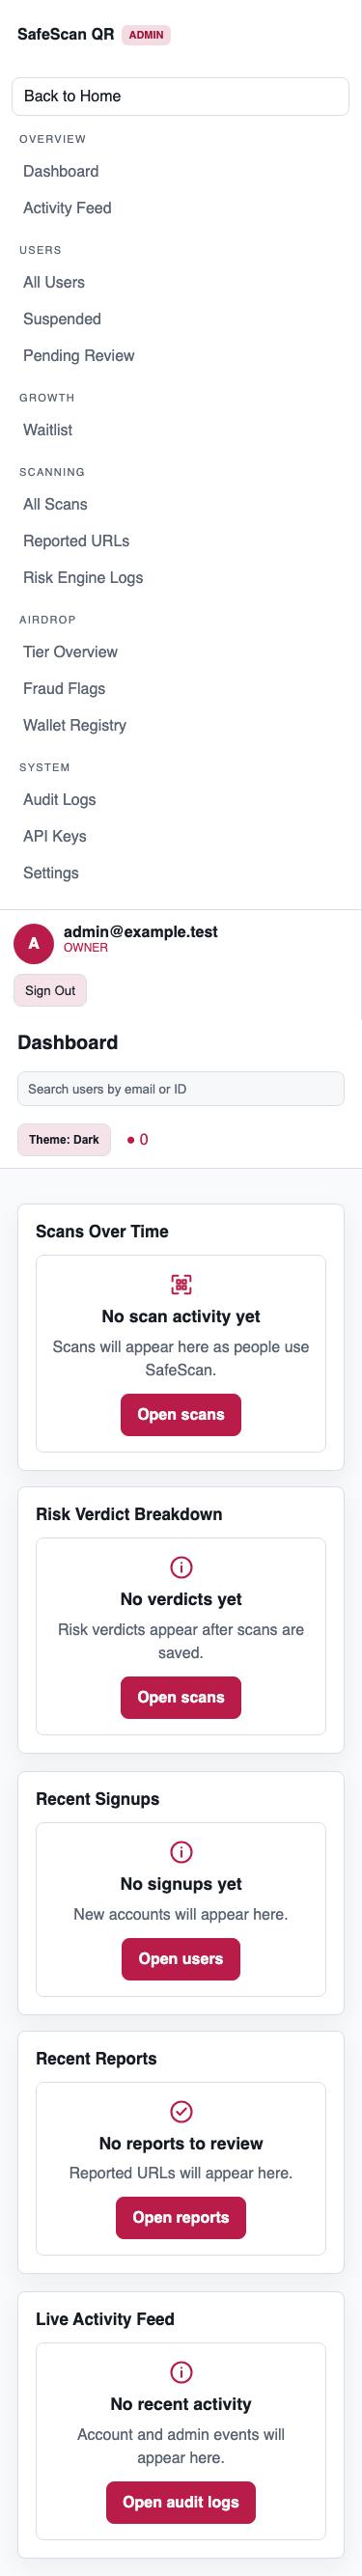 SafeScan QR ADMIN
Back to Home
OVERVIEW
Dashboard
Activity Feed
USERS
All Users
Suspended
Pending Review
GROWTH
Waitlist
SCANNING
All Scans
Reported URLs
Risk Engine Logs
AIRDROP
Tier Overview
Fraud Flags
Wallet Registry
SYSTEM
Audit Logs
API Keys
Settings
A
admin@example.test
OWNER
Sign Out
Dashboard
Search users by email or ID
Theme: Dark
0
Scans Over Time
No scan activity yet
Scans will appear here as people use
SafeScan.
Open scans
Risk Verdict Breakdown
No verdicts yet
Risk verdicts appear after scans are
saved.
Open scans
Recent Signups
No signups yet
New accounts will appear here.
Open users
Recent Reports
No reports to review
Reported URLs will appear here.
Open reports
Live Activity Feed
No recent activity
Account and admin events will
appear here.
Open audit logs